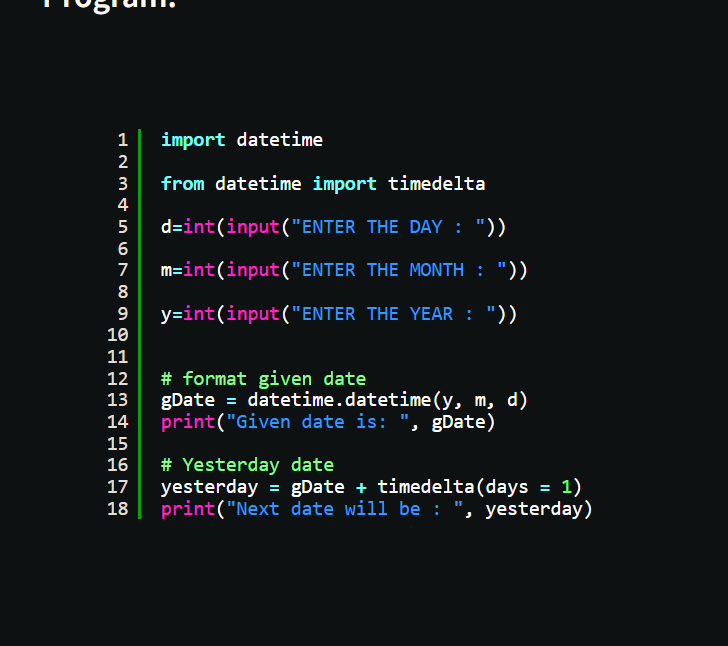 Program:
1 import datetime
2
3 from datetime import timedelta
4
5 d=int(input("ENTER THE DAY : "))
6
7 m=int(input("ENTER THE MONTH : "))
8
9 y=int(input("ENTER THE YEAR : "))
10
11
12 # format given date
13 gDate = datetime.datetime(y, m, d)
14 print("Given date is: ", gDate)
15
16 # Yesterday date
17 yesterday = gDate + timedelta(days = 1)
18 print("Next date will be : ", yesterday)